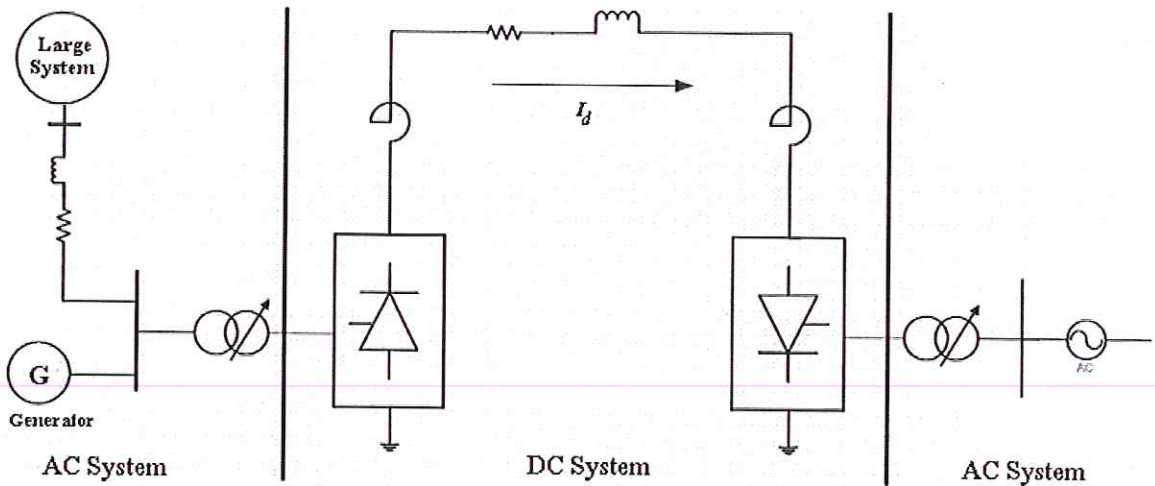 Large
System
I_d
G
Generator
AC
AC System
DC System
AC System